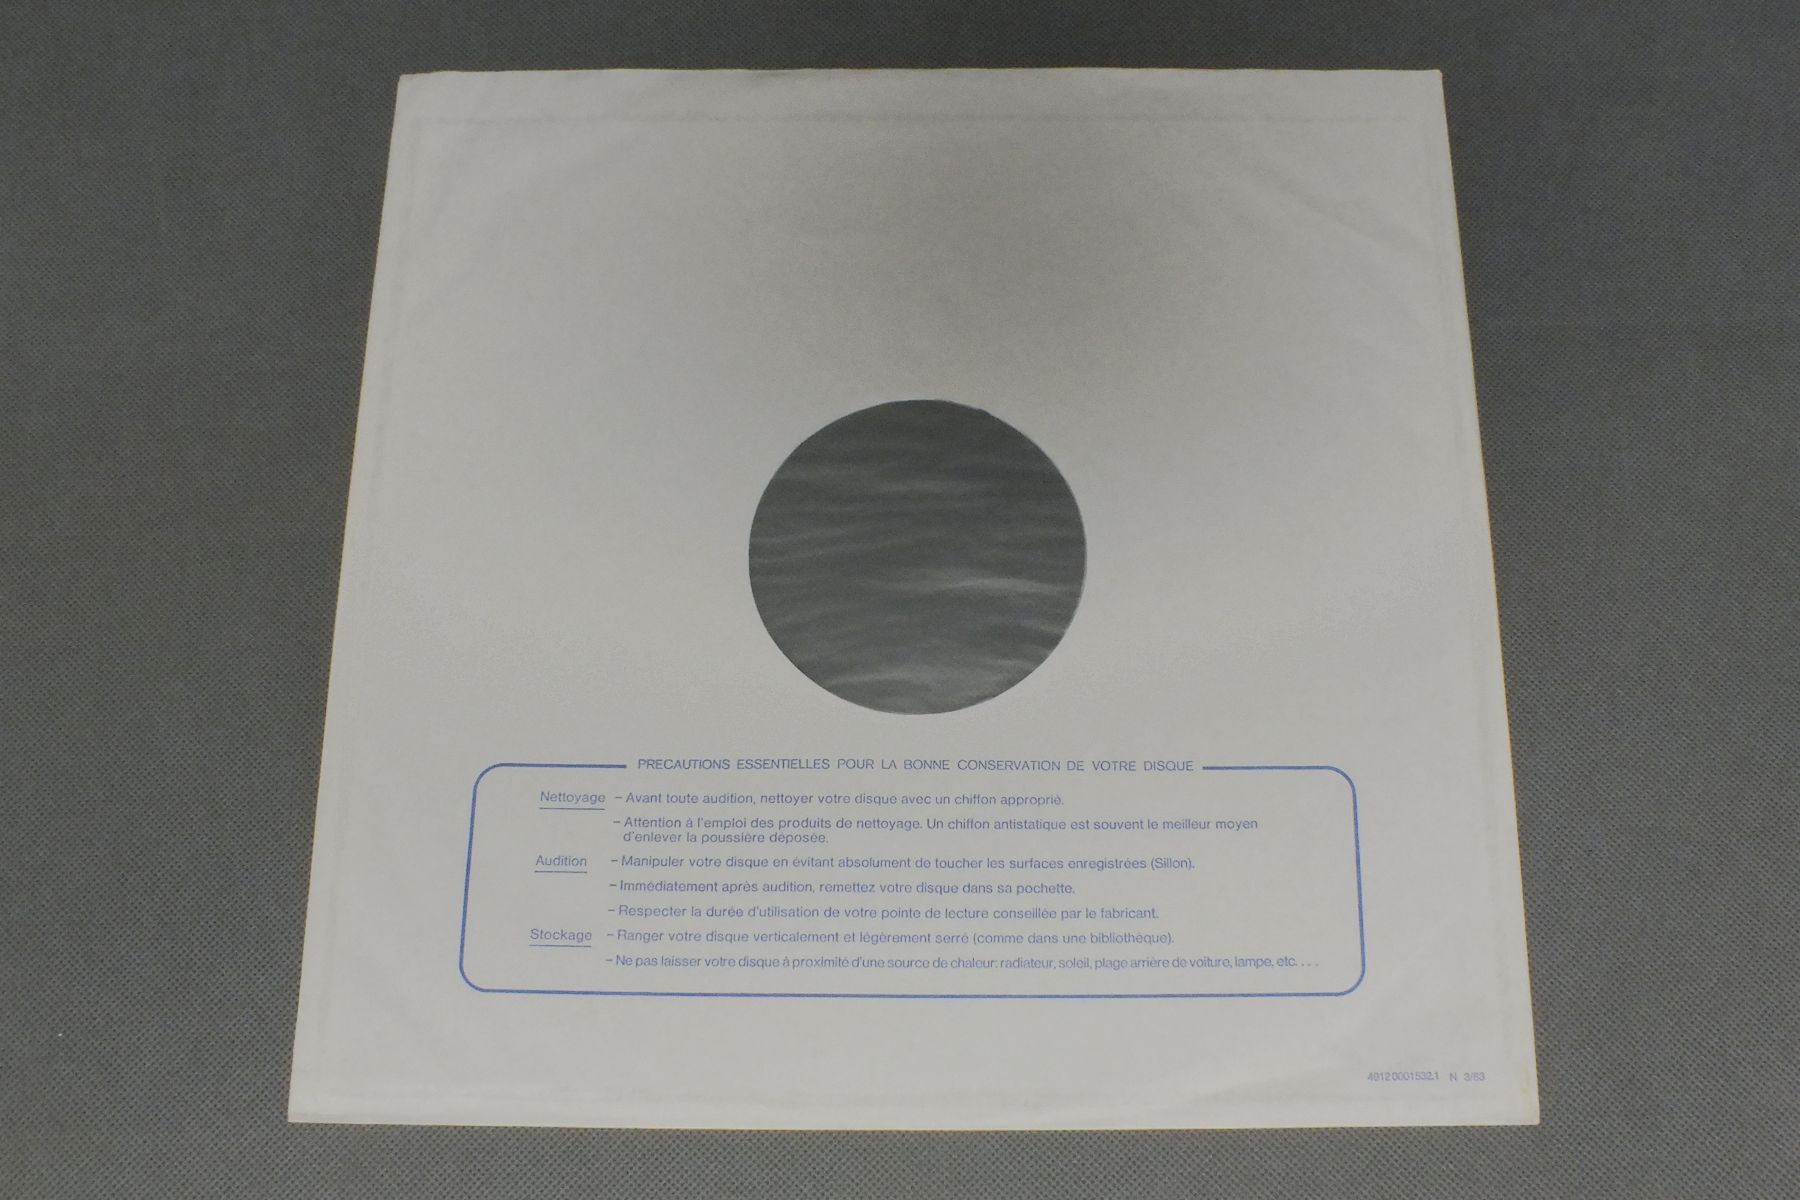 PRECAUTIONS ESSENTIELLES POUR LA BONNE CONSERVATION DE VOTRE DISQUE
Nettoyage – Avant toute audition, nettoyer votre disque avec un chiffon approprié.
– Attention à l'emploi des produits de nettoyage. Un chiffon antistatique est souvent le meilleur moyen
d'enlever la poussière déposée.
Audition – Manipuler votre disque en évitant absolument de toucher les surfaces enregistrées (Sillon).
– Immédiatement après audition, remettez votre disque dans sa pochette.
– Respecter la durée d'utilisation de votre pointe de lecture conseillée par le fabricant.
Stockage – Ranger votre disque verticalement et légèrement serré (comme dans une bibliothèque).
– Ne pas laisser votre disque à proximité d'une source de chaleur: radiateur, soleil, plage arrière de voiture, lampe, etc. . . .
4912 0001532.1 N 3/83